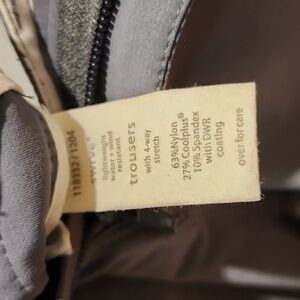 118332/1204
lightweight
water + wind
resistant
trousers
with 4-way
stretch
63%Nylon
27% Coolplus®
10% Spandex
with DWR
coating
over for care